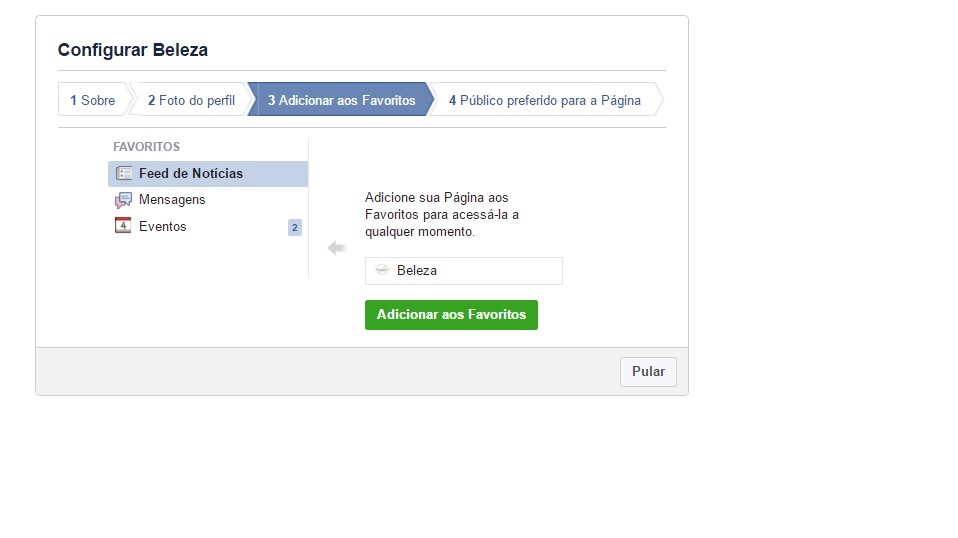 Configurar Beleza
1 Sobre
2 Foto do perfil
3 Adicionar aos Favoritos
4 Público preferido para a Página
FAVORITOS
Feed de Notícias
Mensagens
4 Eventos 2
Adicione sua Página aos
Favoritos para acessá-la a
qualquer momento.
Beleza
Adicionar aos Favoritos
Pular